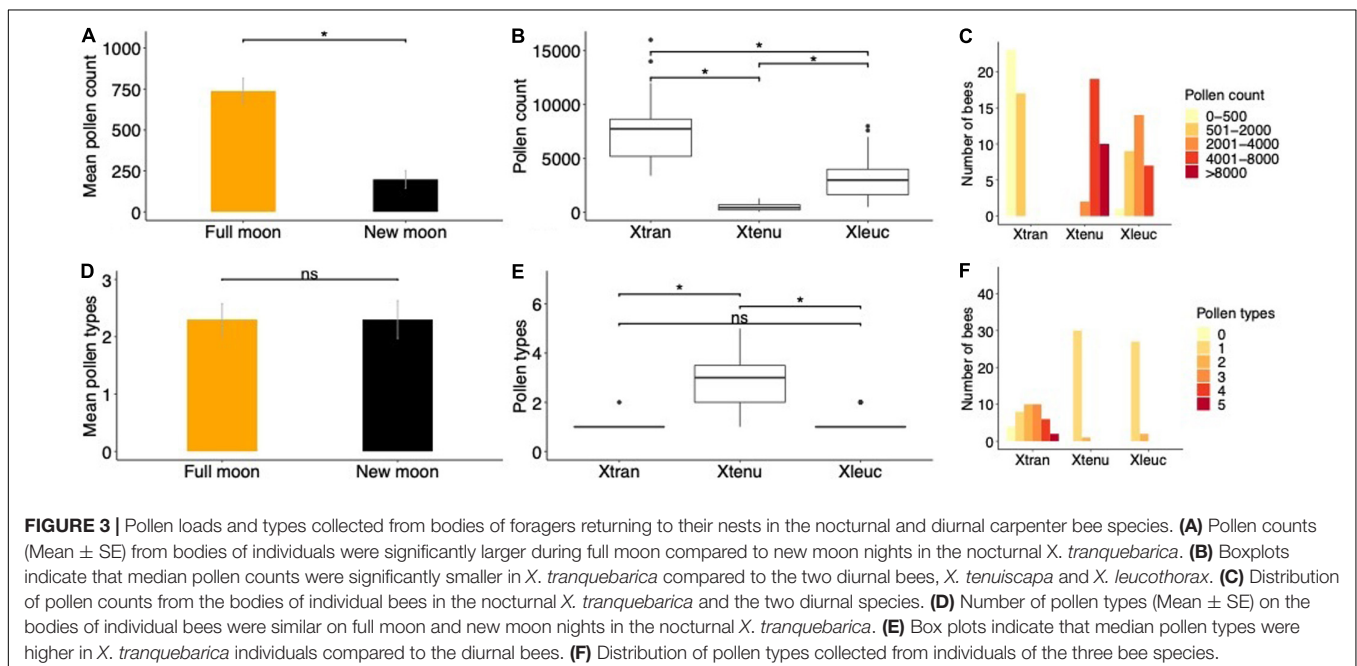 A
Mean pollen count
1000
750
500
250
0
*
Full moon
New moon
B
Pollen count
15000
10000
5000
0
*
*
*
*
Xtran
Xtenu
Xleuc
C
Number of bees
20
15
10
5
0
Xtran
Xtenu
Xleuc
Pollen count
0–500
501–2000
2001–4000
4001–8000
>8000
D
Mean pollen types
3
2
1
0
ns
Full moon
New moon
E
Pollen types
6
4
2
0
*
*
ns
Xtran
Xtenu
Xleuc
F
Number of bees
40
30
20
10
0
Xtran
Xtenu
Xleuc
Pollen types
0
1
2
3
4
5
FIGURE 3 | Pollen loads and types collected from bodies of foragers returning to their nests in the nocturnal and diurnal carpenter bee species. (A) Pollen counts
(Mean ± SE) from bodies of individuals were significantly larger during full moon compared to new moon nights in the nocturnal X. tranquebarica. (B) Boxplots
indicate that median pollen counts were significantly smaller in X. tranquebarica compared to the two diurnal bees, X. tenuiscapa and X. leucothorax. (C) Distribution
of pollen counts from the bodies of individual bees in the nocturnal X. tranquebarica and the two diurnal species. (D) Number of pollen types (Mean ± SE) on the
bodies of individual bees were similar on full moon and new moon nights in the nocturnal X. tranquebarica. (E) Box plots indicate that median pollen types were
higher in X. tranquebarica individuals compared to the diurnal bees. (F) Distribution of pollen types collected from individuals of the three bee species.